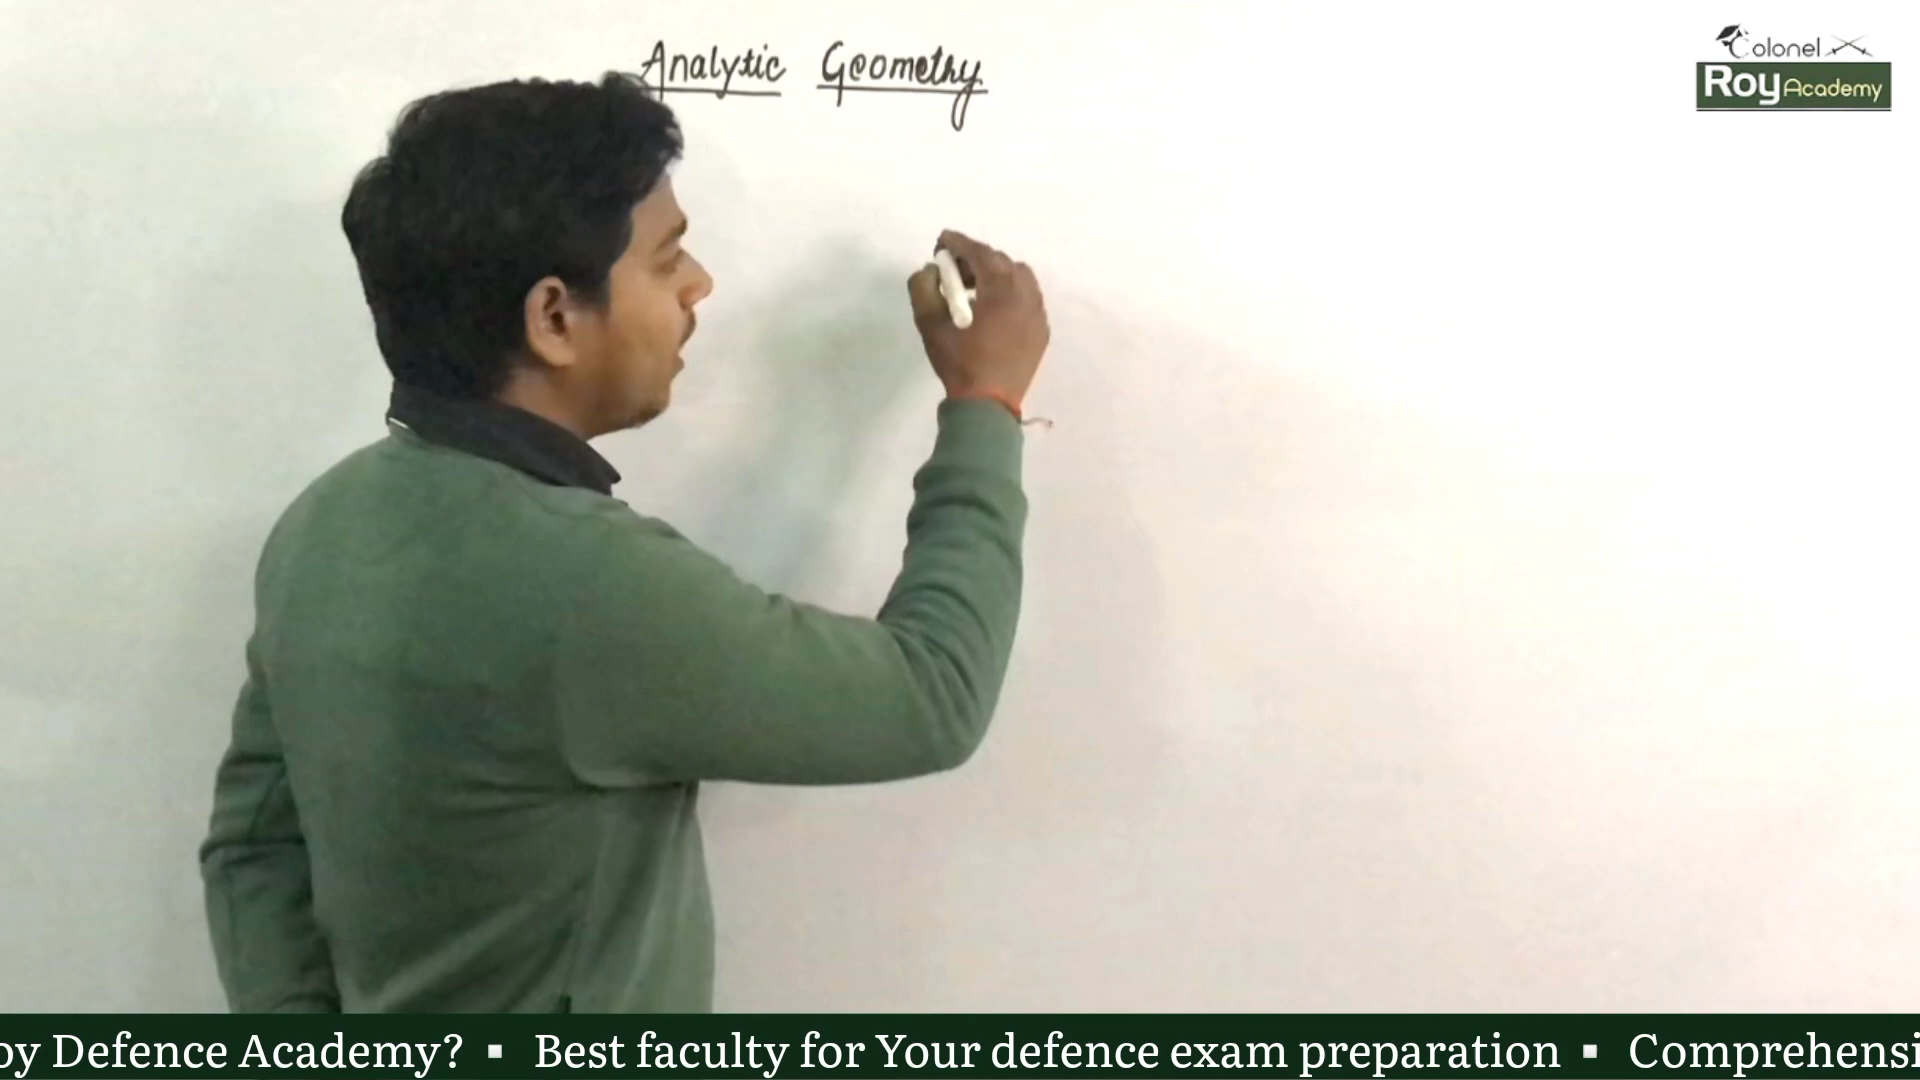 Analytic Geometry
Colonel
Roy Academy
oy Defence Academy? ▪ Best faculty for Your defence exam preparation ▪ Comprehensi